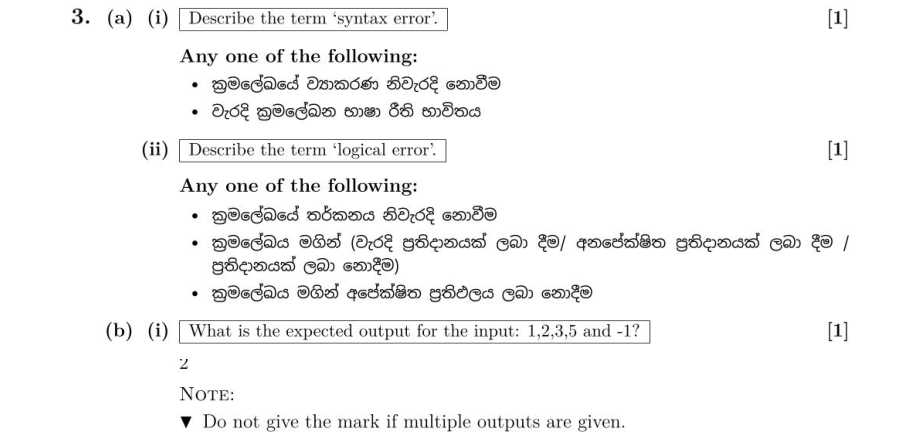 3. (a) (i) Describe the term ‘syntax error’. [1]
Any one of the following:
• ක්‍රමලේඛයේ ව්‍යාකරණ නිවැරදි නොවීම
• වැරදි ක්‍රමලේඛන භාෂා රීති භාවිතය
(ii) Describe the term ‘logical error’. [1]
Any one of the following:
• ක්‍රමලේඛයේ තර්කනය නිවැරදි නොවීම
• ක්‍රමලේඛය මගින් (වැරදි ප්‍රතිදානයක් ලබා දීම/ අනපේක්ෂිත ප්‍රතිදානයක් ලබා දීම /
ප්‍රතිදානයක් ලබා නොදීම)
• ක්‍රමලේඛය මගින් අපේක්ෂිත ප්‍රතිඵලය ලබා නොදීම
(b) (i) What is the expected output for the input: 1,2,3,5 and -1? [1]
2
NOTE:
▼ Do not give the mark if multiple outputs are given.